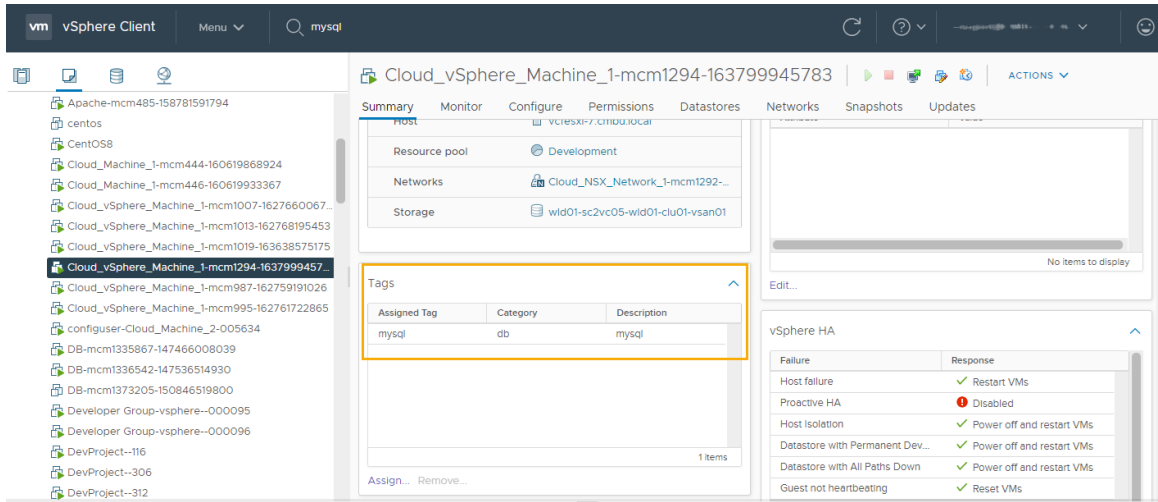 vm vSphere Client Menu mysql
Apache-mcm485-158781591794
centos
CentOS8
Cloud_Machine_1-mcm444-160619868924
Cloud_Machine_1-mcm446-160619933367
Cloud_vSphere_Machine_1-mcm1007-1627660067...
Cloud_vSphere_Machine_1-mcm1013-162768195453
Cloud_vSphere_Machine_1-mcm1019-163638575175
Cloud_vSphere_Machine_1-mcm1294-1637999457...
Cloud_vSphere_Machine_1-mcm987-162759191026
Cloud_vSphere_Machine_1-mcm995-162761722865
configuser-Cloud_Machine_2-005634
DB-mcm1335867-147466008039
DB-mcm1336542-147536514930
DB-mcm1373205-150846519800
Developer Group-vsphere--000095
Developer Group-vsphere--000096
DevProject--116
DevProject--306
DevProject--312
Cloud_vSphere_Machine_1-mcm1294-163799945783 ACTIONS
Summary Monitor Configure Permissions Datastores Networks Snapshots Updates
Host vcfesxi-7.cmbu.local
Resource pool Development
Networks Cloud_NSX_Network_1-mcm1292-...
Storage wld01-sc2vc05-wld01-clu01-vsan01
Tags
Assigned Tag Category Description
mysql db mysql
1 items
Assign... Remove...
Attribute Value
No items to display
Edit...
vSphere HA
Failure Response
Host failure Restart VMs
Proactive HA Disabled
Host Isolation Power off and restart VMs
Datastore with Permanent Dev... Power off and restart VMs
Datastore with All Paths Down Power off and restart VMs
Guest not heartbeating Reset VMs